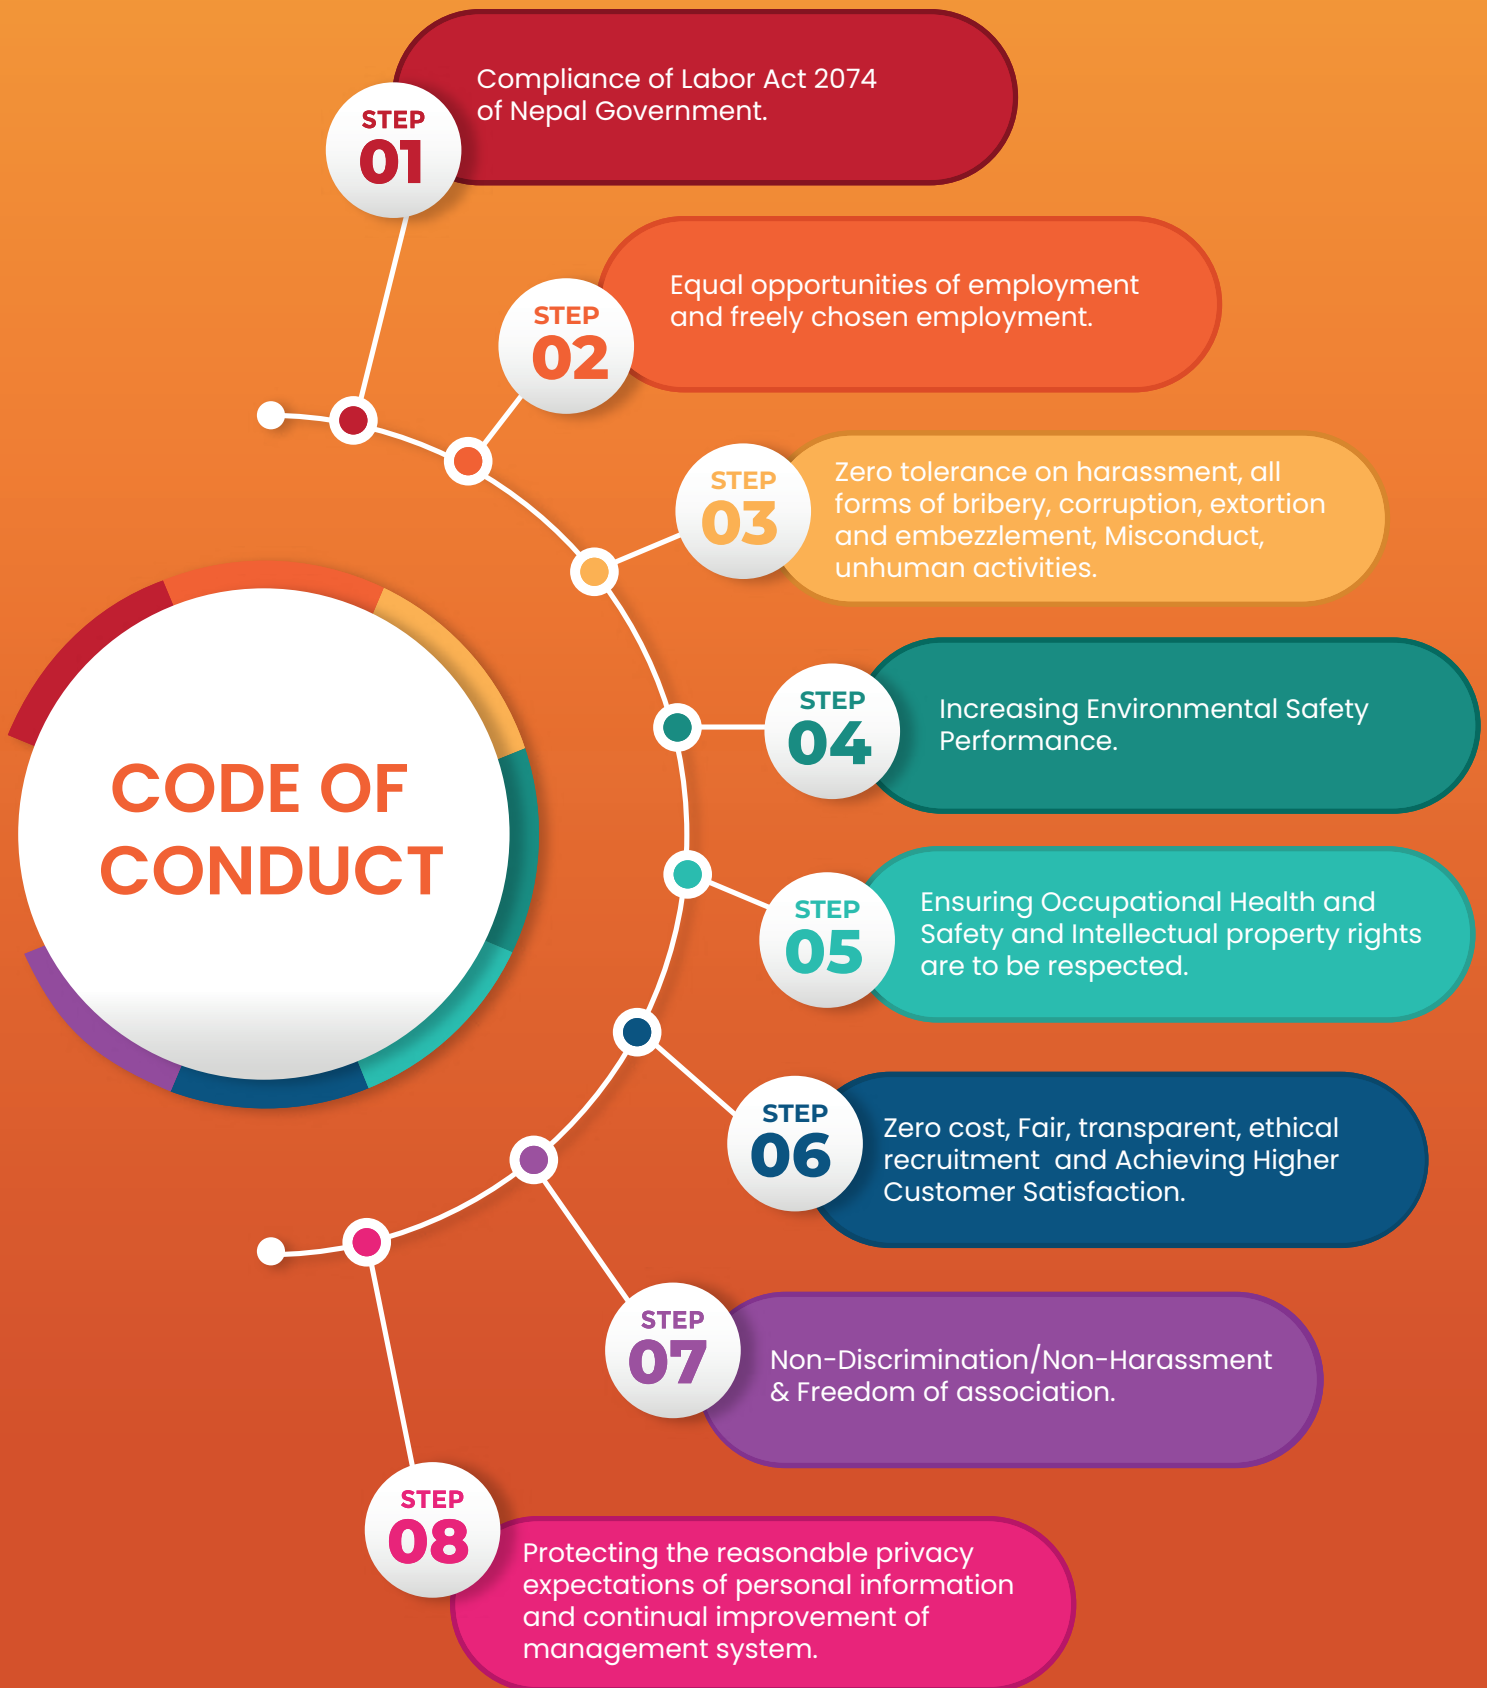 STEP
01
Compliance of Labor Act 2074
of Nepal Government.
STEP
02
Equal opportunities of employment
and freely chosen employment.
STEP
03
Zero tolerance on harassment, all
forms of bribery, corruption, extortion
and embezzlement, Misconduct,
unhuman activities.
STEP
04
Increasing Environmental Safety
Performance.
CODE OF
CONDUCT
STEP
05
Ensuring Occupational Health and
Safety and Intellectual property rights
are to be respected.
STEP
06
Zero cost, Fair, transparent, ethical
recruitment  and Achieving Higher
Customer Satisfaction.
STEP
07
Non-Discrimination/Non-Harassment
& Freedom of association.
STEP
08
Protecting the reasonable privacy
expectations of personal information
and continual improvement of
management system.